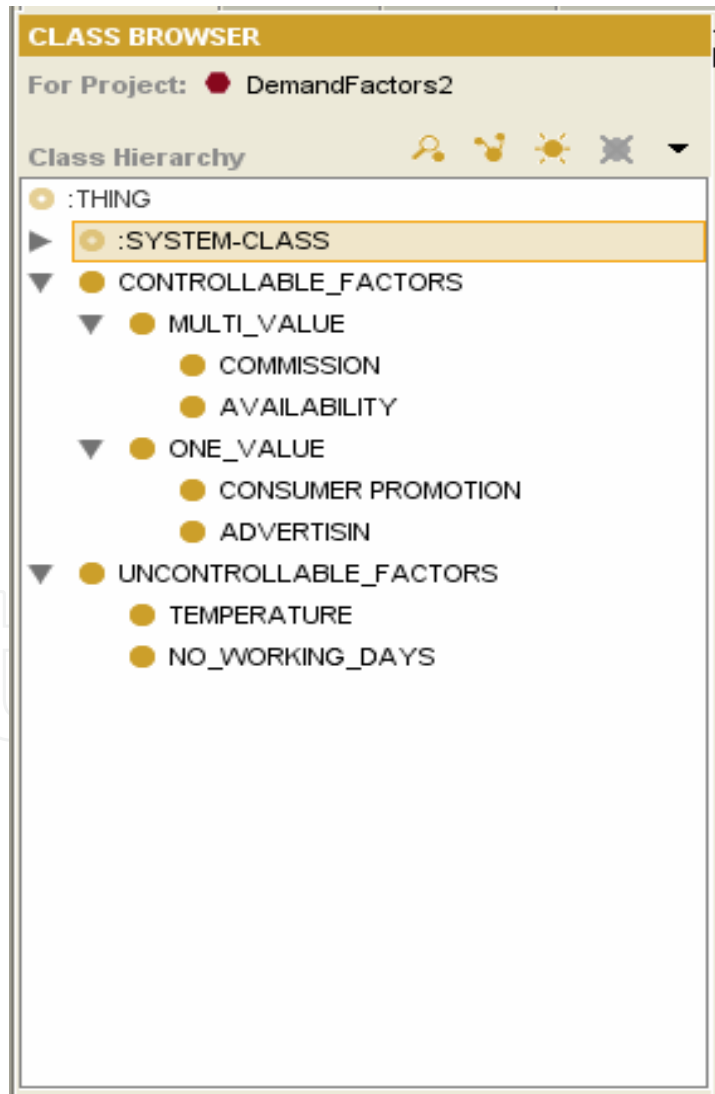 CLASS BROWSER
For Project: DemandFactors2
Class Hierarchy
:THING
:SYSTEM-CLASS
CONTROLLABLE_FACTORS
MULTI_VALUE
COMMISSION
AVAILABILITY
ONE_VALUE
CONSUMER PROMOTION
ADVERTISIN
UNCONTROLLABLE_FACTORS
TEMPERATURE
NO_WORKING_DAYS